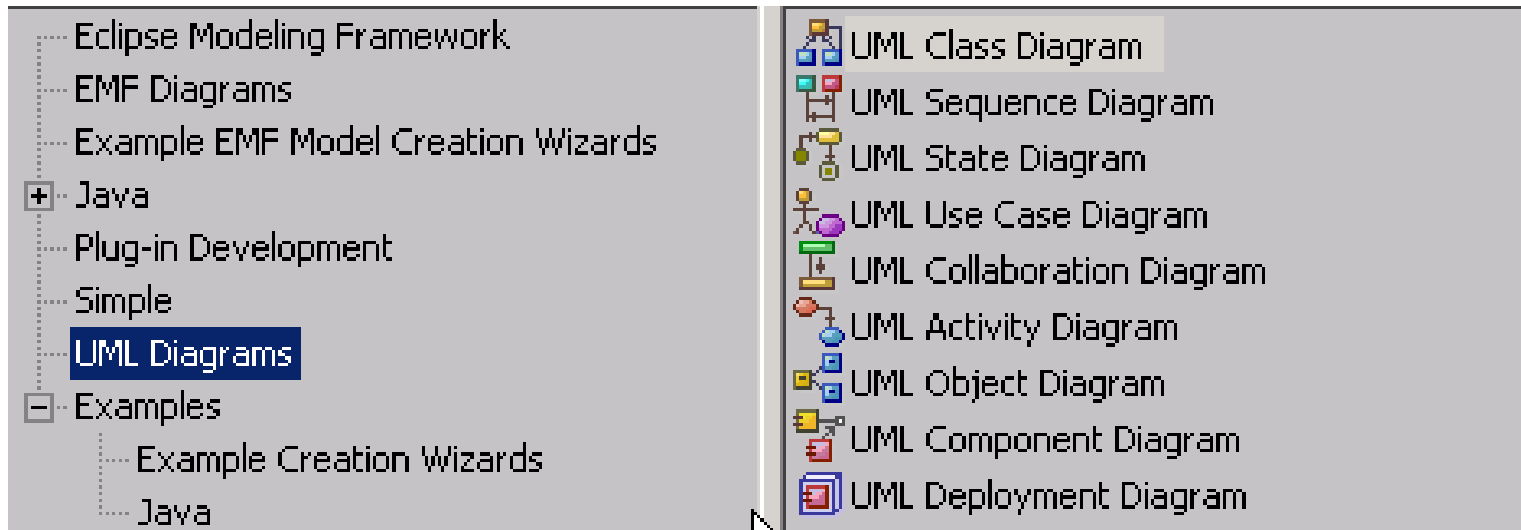 Eclipse Modeling Framework
EMF Diagrams
Example EMF Model Creation Wizards
Java
Plug-in Development
Simple
UML Diagrams
Examples
Example Creation Wizards
Java
UML Class Diagram
UML Sequence Diagram
UML State Diagram
UML Use Case Diagram
UML Collaboration Diagram
UML Activity Diagram
UML Object Diagram
UML Component Diagram
UML Deployment Diagram